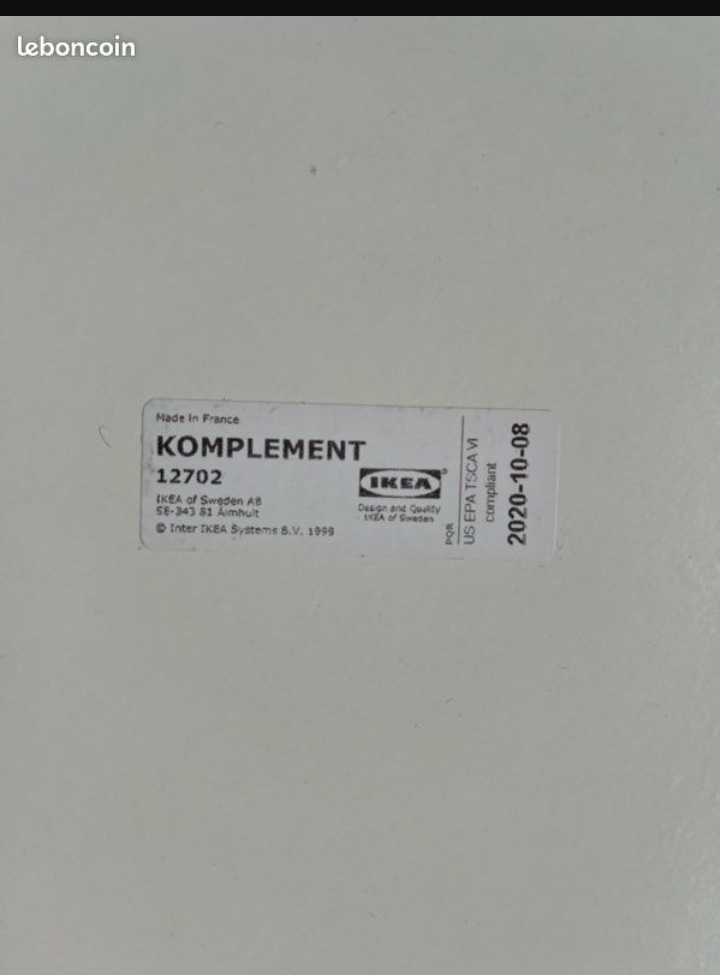 leboncoin
Made in France
KOMPLEMENT
12702
IKEA of Sweden AB
SE-343 81 Älmhult
© Inter IKEA Systems B.V. 1999
IKEA®
Design and Quality
IKEA of Sweden
PQR
US EPA TSCA VI
compliant
2020-10-08